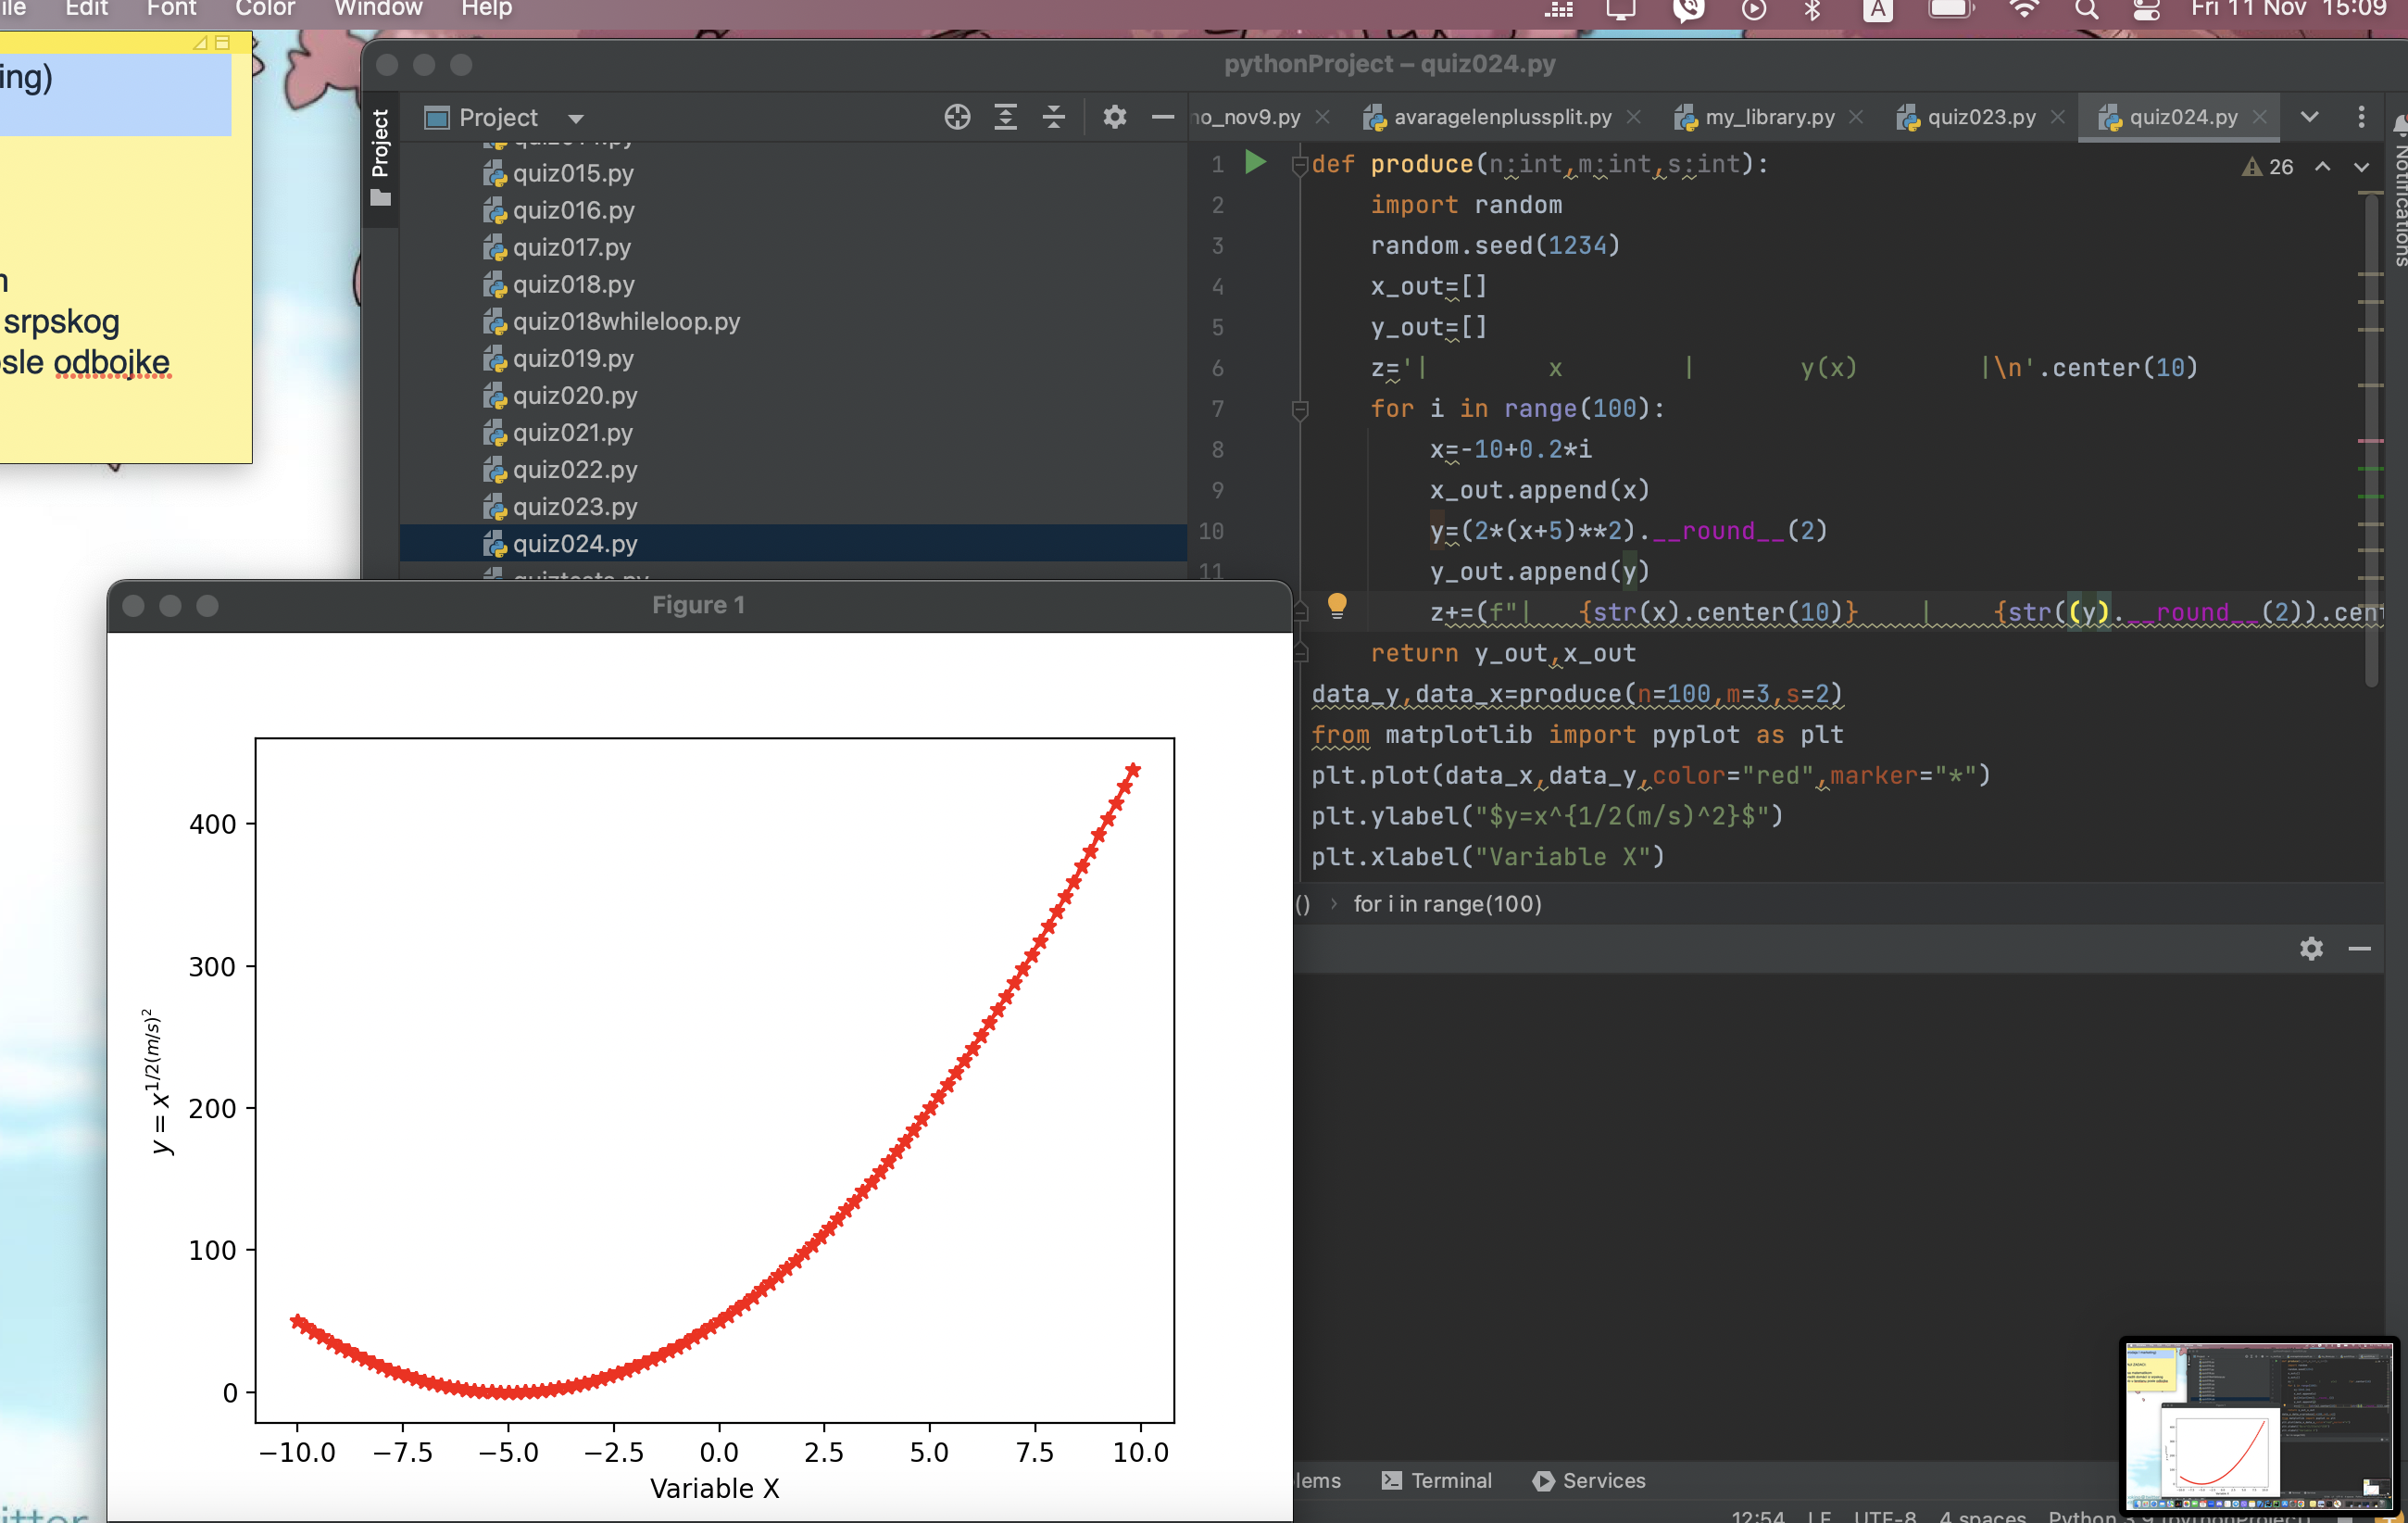 ile Edit Font Color Window Help A Fri 11 Nov 15:09
ing)
srpskog
sle odbojke
itter
pythonProject – quiz024.py
Project
Project
quiz015.py
quiz016.py
quiz017.py
quiz018.py
quiz018whileloop.py
quiz019.py
quiz020.py
quiz021.py
quiz022.py
quiz023.py
quiz024.py
no_nov9.py avaragelenplussplit.py my_library.py quiz023.py quiz024.py
Notifications
26
1 def produce(n:int,m:int,s:int):
2 import random
3 random.seed(1234)
4 x_out=[]
5 y_out=[]
6 z='| x | y(x) |\n'.center(10)
7 for i in range(100):
8 x=-10+0.2*i
9 x_out.append(x)
10 y=(2*(x+5)**2).__round__(2)
11 y_out.append(y)
z+=(f"| {str(x).center(10)} | {str((y).__round__(2)).cent
return y_out,x_out
data_y,data_x=produce(n=100,m=3,s=2)
from matplotlib import pyplot as plt
plt.plot(data_x,data_y,color="red",marker="*")
plt.ylabel("$y=x^{1/2(m/s)^2}$")
plt.xlabel("Variable X")
() › for i in range(100)
lems Terminal Services
12:54 LF UTF-8 4 spaces Python 3.9 (pythonProject)
Figure 1
400
300
200
100
0
y = x^{1/2(m/s)^2}
−10.0 −7.5 −5.0 −2.5 0.0 2.5 5.0 7.5 10.0
Variable X